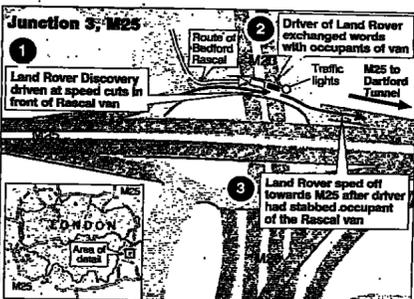 Junction 3, M25
1
Land Rover Discovery
driven at speed cuts in
front of Rascal van
Route of
Bedford
Rascal
M20
2
Driver of Land Rover
exchanged words
with occupants of van
Traffic
lights
M25 to
Dartford
Tunnel
M25
3
Land Rover sped off
towards M25 after driver
had stabbed occupant
of the Rascal van
M25
LONDON
Area of
detail
M25